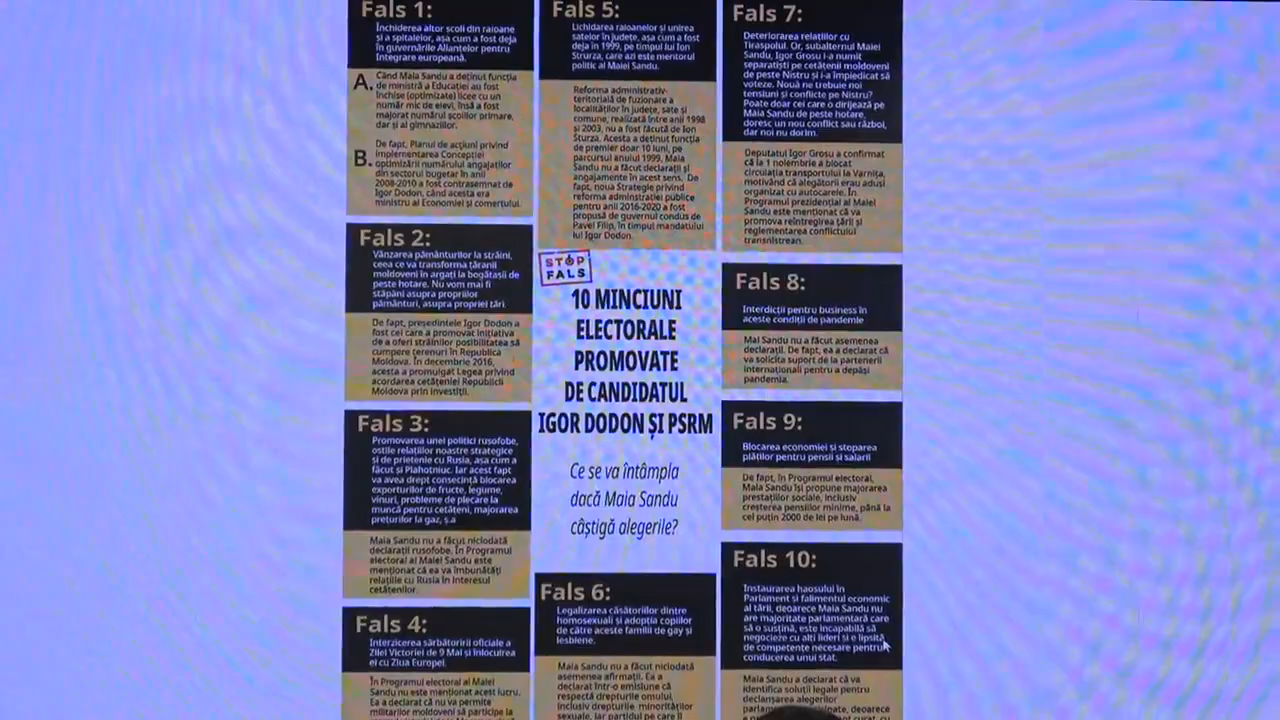 Fals 1:
Închiderea altor școli din raioane
și a spitalelor, așa cum a fost deja
în guvernările Alianțelor pentru
Integrare europeană.
A. Când Maia Sandu a deținut funcția
de ministră a Educației au fost
închise (optimizate) licee cu un
număr mic de elevi, însă a fost
majorat numărul școlilor primare,
dar și al gimnaziilor.
B. De fapt, Planul de acțiuni privind
implementarea Concepției
optimizării numărului angajaților
din sectorul bugetar în anii
2008-2010 a fost contrasemnat de
Igor Dodon, când acesta era
ministru al Economiei și comerțului.
Fals 2:
Vânzarea pământurilor la străini,
ceea ce va transforma țăranii
moldoveni în argați la bogătașii de
peste hotare. Nu vom mai fi
stăpâni asupra propriilor
pământuri, asupra propriei țări
De fapt, președintele Igor Dodon a
fost cel care a promovat inițiativa
de a oferi străinilor posibilitatea să
cumpere terenuri în Republica
Moldova. În decembrie 2016,
acesta a promulgat Legea privind
acordarea cetățeniei Republicii
Moldova prin investiții.
Fals 3:
Promovarea unei politici rusofobe,
ostile relațiilor noastre strategice
și de prietenie cu Rusia, așa cum a
făcut și Plahotniuc. Iar acest fapt
va avea drept consecință blocarea
exporturilor de fructe, legume,
vinuri, probleme de plecare la
muncă pentru cetățeni, majorarea
prețurilor la gaz, ș.a
Maia Sandu nu a făcut niciodată
declarații rusofobe. În Programul
electoral al Maiei Sandu este
menționat că ea va îmbunătăți
relațiile cu Rusia în interesul
cetățenilor.
Fals 4:
Interzicerea sărbătoririi oficiale a
Zilei Victoriei de 9 Mai și înlocuirea
ei cu Ziua Europei.
În Programul electoral al Maiei
Sandu nu este menționat acest lucru.
Ea a declarat că nu va permite
militarilor moldoveni să participe la
Fals 5:
Lichidarea raioanelor și unirea
satelor în județe, așa cum a fost
deja în 1999, pe timpul lui Ion
Strurza, care azi este mentorul
politic al Maiei Sandu.
Reforma administrativ-
teritorială de fuzionare a
localităților în județe, sate și
comune, realizată între anii 1998
și 2003, nu a fost făcută de Ion
Sturza. Acesta a deținut funcția
de premier doar 10 luni, pe
parcursul anului 1999. Maia
Sandu nu a făcut declarații și
angajamente în acest sens. De
fapt, noua Strategie privind
reforma administrației publice
pentru anii 2016-2020 a fost
propusă de guvernul condus de
Pavel Filip, în timpul mandatului
lui Igor Dodon.
STOP
FALS
10 MINCIUNI
ELECTORALE
PROMOVATE
DE CANDIDATUL
IGOR DODON ȘI PSRM
Ce se va întâmpla
dacă Maia Sandu
câștigă alegerile?
Fals 6:
Legalizarea căsătoriilor dintre
homosexuali și adopția copiilor
de către aceste familii de gay și
lesbiene.
Maia Sandu nu a făcut niciodată
asemenea afirmații. Ea a
declarat într-o emisiune că
respectă drepturile omului,
inclusiv drepturile minorităților
sexuale, iar partidul pe care îl
Fals 7:
Deteriorarea relațiilor cu
Tiraspolul. Or, subalternul Maiei
Sandu, Igor Grosu i-a numit
separatiști pe cetățenii moldoveni
de peste Nistru și i-a împiedicat să
voteze. Nouă ne trebuie noi
tensiuni și conflicte pe Nistru?
Poate doar cei care o dirijează pe
Maia Sandu de peste hotare,
doresc un nou conflict sau război,
dar noi nu dorim.
Deputatul Igor Grosu a confirmat
că la 1 noiembrie a blocat
circulația transportului la Varnița,
motivând că alegătorii erau aduși
organizat cu autocarele. În
Programul prezidențial al Maiei
Sandu este menționat că va
promova reîntregirea țării și
reglementarea conflictului
transnistrean.
Fals 8:
Interdicții pentru business în
aceste condiții de pandemie
Mai Sandu nu a făcut asemenea
declarații. De fapt, ea a declarat că
va solicita suport de la partenerii
internaționali pentru a depăși
pandemia.
Fals 9:
Blocarea economiei și stoparea
plăților pentru pensii și salarii
De fapt, în Programul electoral,
Maia Sandu își propune majorarea
prestațiilor sociale, inclusiv
creșterea pensiilor minime, până la
cel puțin 2000 de lei pe lună.
Fals 10:
Instaurarea haosului în
Parlament și falimentul economic
al țării, deoarece Maia Sandu nu
are majoritate parlamentară care
să o susțină, este incapabilă să
negocieze cu alți lideri și e lipsită
de competențe necesare pentru
conducerea unui stat.
Maia Sandu a declarat că va
identifica soluții legale pentru
declanșarea alegerilor
deoarece